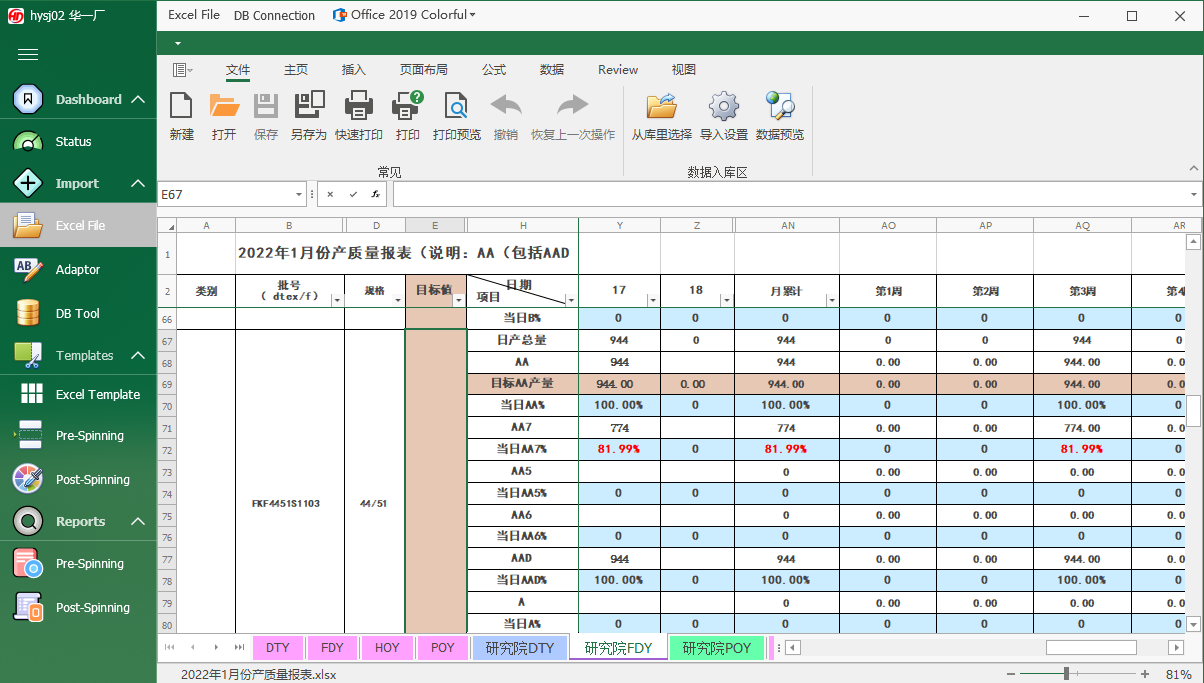 hysj02 华一厂
Excel File DB Connection Office 2019 Colorful
Dashboard
Status
Import
Excel File
Adaptor
DB Tool
Templates
Excel Template
Pre-Spinning
Post-Spinning
Reports
Pre-Spinning
Post-Spinning
文件 主页 插入 页面布局 公式 数据 Review 视图
新建 打开 保存 另存为 快速打印 打印 打印预览 撤销 恢复上一次操作 从库里选择 导入设置 数据预览
常见 数据入库区
E67
A B D E H Y Z AN AO AP AQ AR
1 2022年1月份产质量报表（说明：AA（包括AAD
2 类别 批号 规格 目标值 日期 17 18 月累计 第1周 第2周 第3周 第4
（ dtex/f） 项目
66 当日B% 0 0 0 0 0 0 0
67 日产总量 944 0 944 0 0 944 0
68 AA 944 944 0.00 0.00 944.00 0.0
69 目标AA产量 944.00 0.00 944.00 0.00 0.00 944.00 0.0
70 当日AA% 100.00% 0 100.00% 0 0 100.00% 0
71 AA7 774 774 0.00 0.00 774.00 0.0
72 当日AA7% 81.99% 0 81.99% 0 0 81.99% 0
73 AA5 0 0.00 0.00 0.00 0.0
74 当日AA5% 0 0 0 0 0 0 0
FKF4451S1103 44/51
75 AA6 0 0.00 0.00 0.00 0.0
76 当日AA6% 0 0 0 0 0 0 0
77 AAD 944 944 0.00 0.00 944.00 0.0
78 当日AAD% 100.00% 0 100.00% 0 0 100.00% 0
79 A 0 0.00 0.00 0.00 0.0
80 当日A% 0 0 0 0 0 0 0
DTY FDY HOY POY 研究院DTY 研究院FDY 研究院POY
2022年1月份产质量报表.xlsx 81%